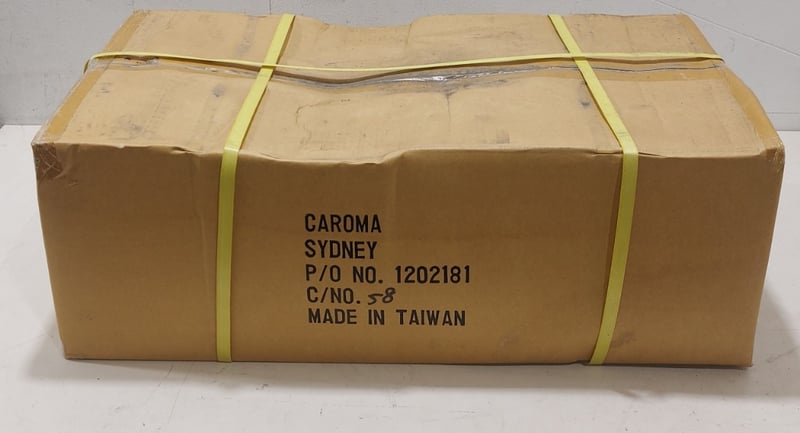 CAROMA
SYDNEY
P/O NO. 1202181
C/NO. 58
MADE IN TAIWAN